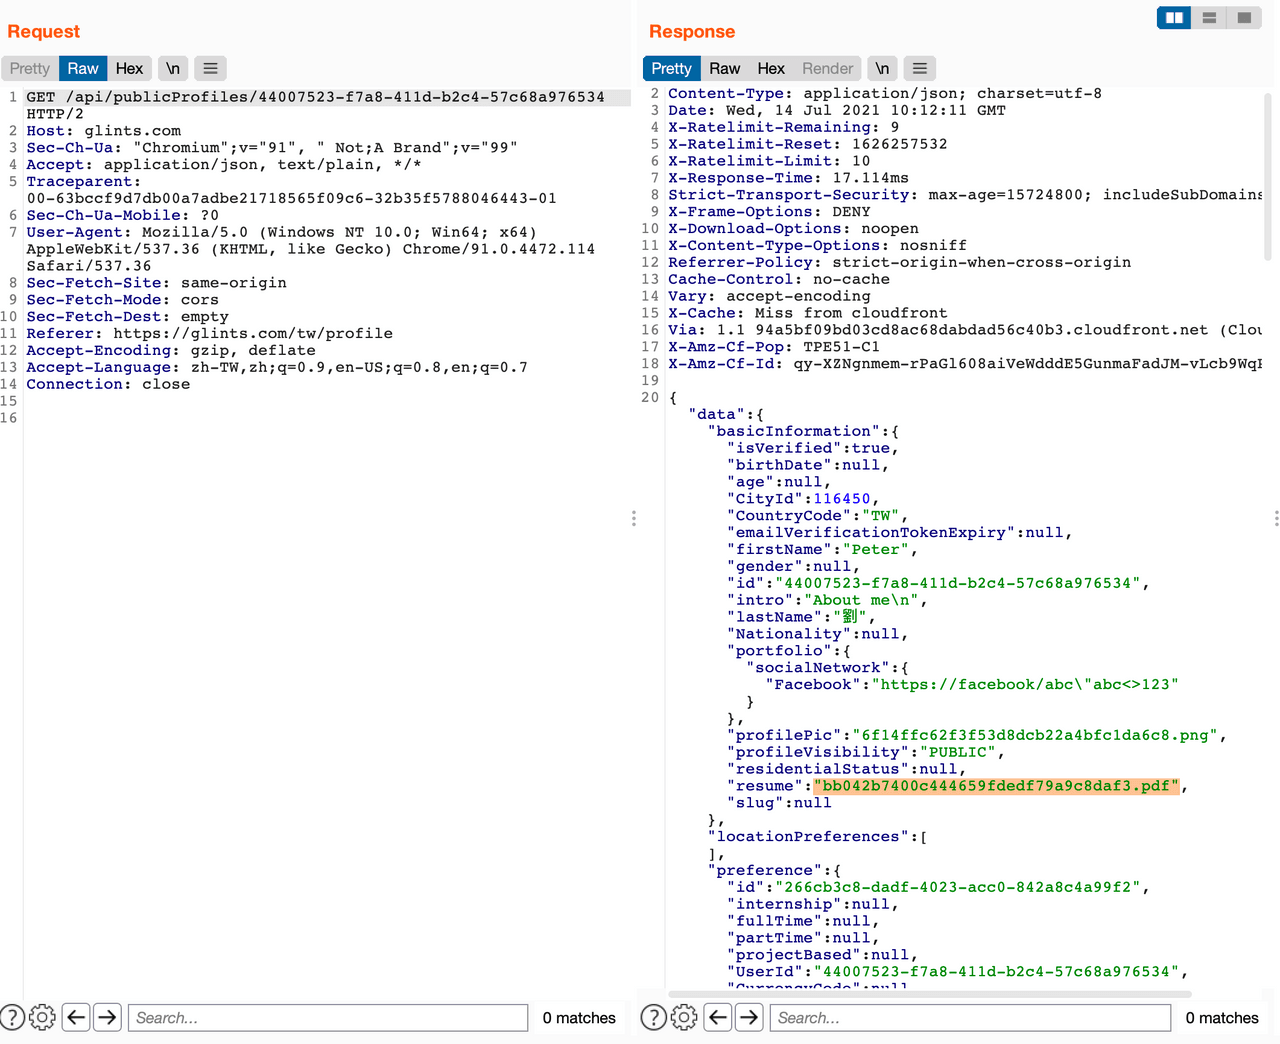 Request
Pretty Raw Hex \n
1 GET /api/publicProfiles/44007523-f7a8-411d-b2c4-57c68a976534
HTTP/2
2 Host: glints.com
3 Sec-Ch-Ua: "Chromium";v="91", " Not;A Brand";v="99"
4 Accept: application/json, text/plain, */*
5 Traceparent:
00-63bccf9d7db00a7adbe21718565f09c6-32b35f5788046443-01
6 Sec-Ch-Ua-Mobile: ?0
7 User-Agent: Mozilla/5.0 (Windows NT 10.0; Win64; x64)
AppleWebKit/537.36 (KHTML, like Gecko) Chrome/91.0.4472.114
Safari/537.36
8 Sec-Fetch-Site: same-origin
9 Sec-Fetch-Mode: cors
10 Sec-Fetch-Dest: empty
11 Referer: https://glints.com/tw/profile
12 Accept-Encoding: gzip, deflate
13 Accept-Language: zh-TW,zh;q=0.9,en-US;q=0.8,en;q=0.7
14 Connection: close
15
16
Search... 0 matches
Response
Pretty Raw Hex Render \n
2 Content-Type: application/json; charset=utf-8
3 Date: Wed, 14 Jul 2021 10:12:11 GMT
4 X-Ratelimit-Remaining: 9
5 X-Ratelimit-Reset: 1626257532
6 X-Ratelimit-Limit: 10
7 X-Response-Time: 17.114ms
8 Strict-Transport-Security: max-age=15724800; includeSubDomains
9 X-Frame-Options: DENY
10 X-Download-Options: noopen
11 X-Content-Type-Options: nosniff
12 Referrer-Policy: strict-origin-when-cross-origin
13 Cache-Control: no-cache
14 Vary: accept-encoding
15 X-Cache: Miss from cloudfront
16 Via: 1.1 94a5bf09bd03cd8ac68dabdad56c40b3.cloudfront.net (Clou
17 X-Amz-Cf-Pop: TPE51-C1
18 X-Amz-Cf-Id: qy-XZNgnmem-rPaGl608aiVeWdddE5GunmaFadJM-vLcb9Wq
19
20 {
"data":{
"basicInformation":{
"isVerified":true,
"birthDate":null,
"age":null,
"CityId":116450,
"CountryCode":"TW",
"emailVerificationTokenExpiry":null,
"firstName":"Peter",
"gender":null,
"id":"44007523-f7a8-411d-b2c4-57c68a976534",
"intro":"About me\n",
"lastName":"劉",
"Nationality":null,
"portfolio":{
"socialNetwork":{
"Facebook":"https://facebook/abc\"abc<>123"
}
},
"profilePic":"6f14ffc62f3f53d8dcb22a4bfc1da6c8.png",
"profileVisibility":"PUBLIC",
"residentialStatus":null,
"resume":"bb042b7400c444659fdedf79a9c8daf3.pdf",
"slug":null
},
"locationPreferences":[
],
"preference":{
"id":"266cb3c8-dadf-4023-acc0-842a8c4a99f2",
"internship":null,
"fullTime":null,
"partTime":null,
"projectBased":null,
"UserId":"44007523-f7a8-411d-b2c4-57c68a976534",
"CurrencyCode":null
Search... 0 matches